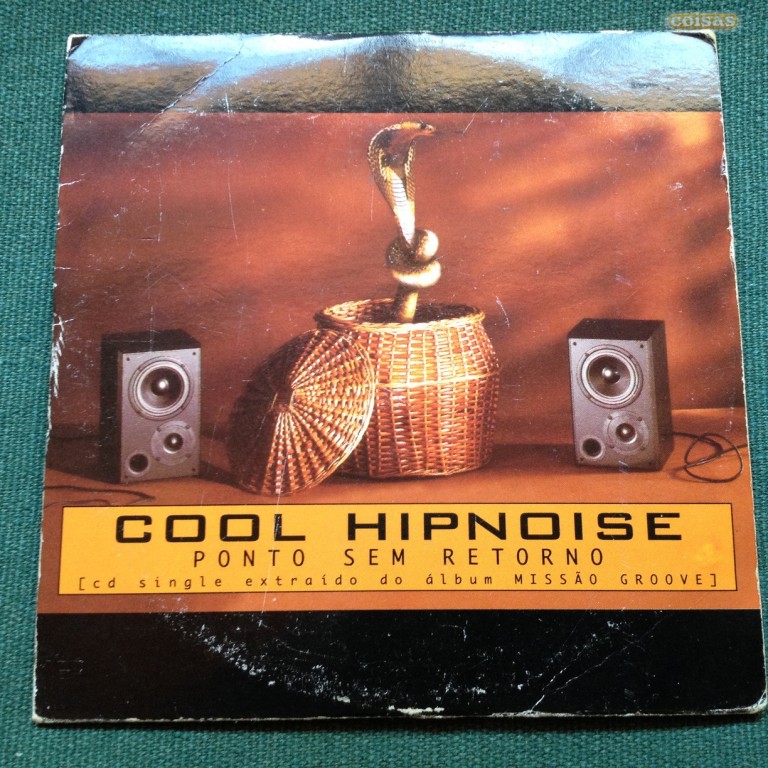 coisas
COOL HIPNOISE
PONTO SEM RETORNO
[cd single extraído do álbum MISSÃO GROOVE]